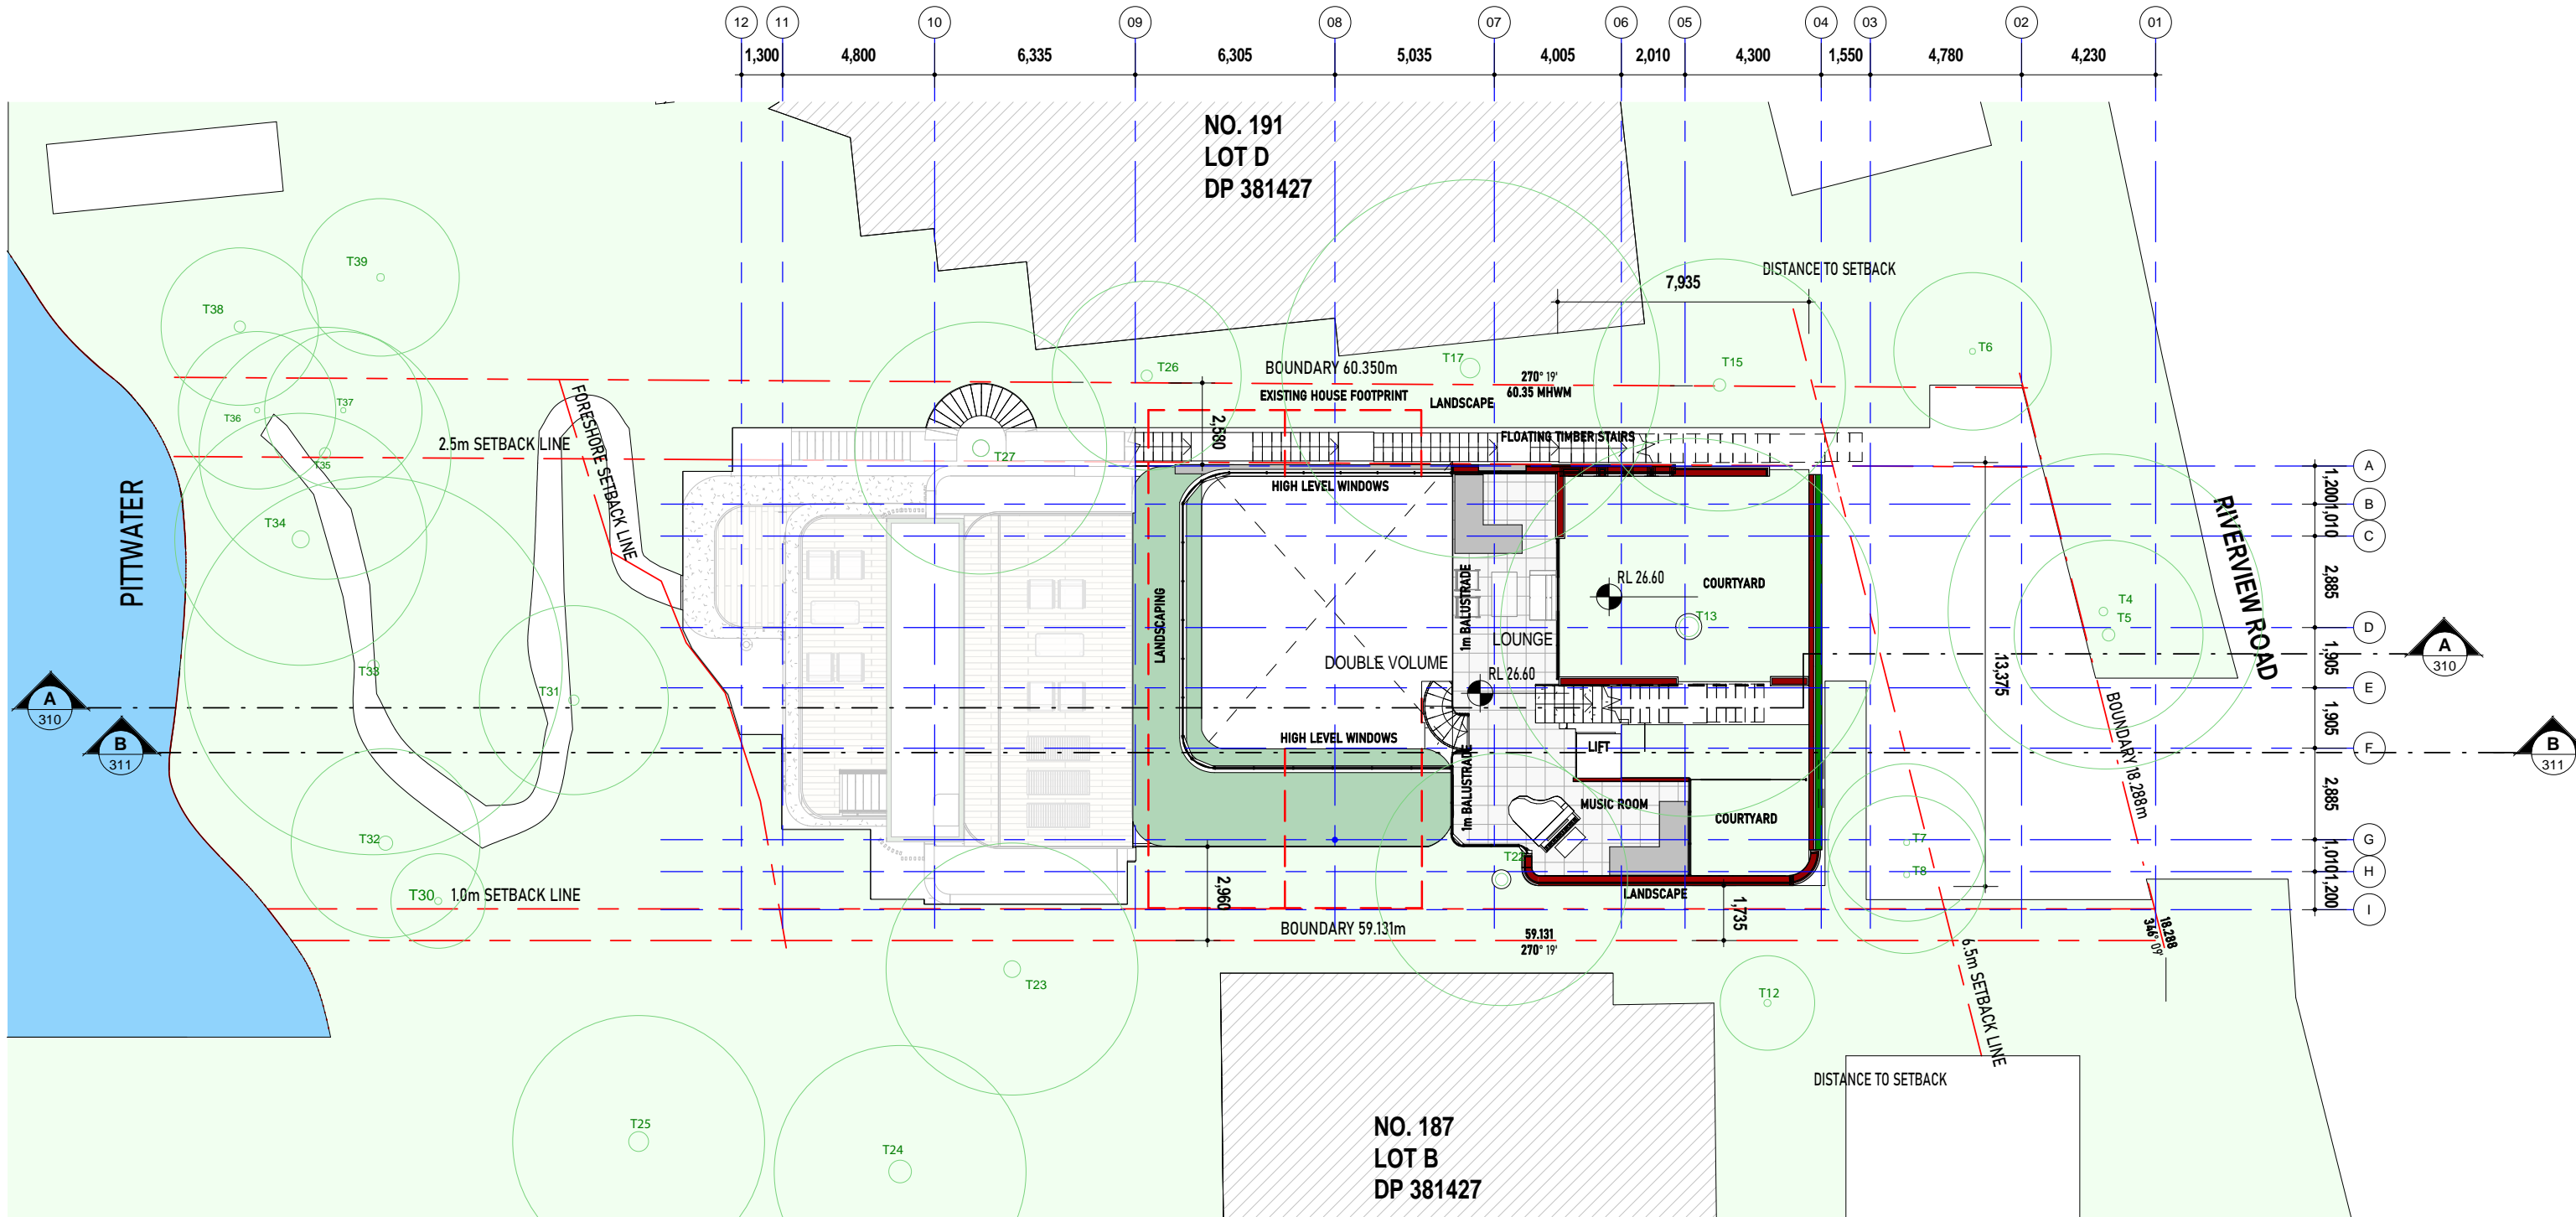 12 11 10 09 08 07 06 05 04 03 02 01
1,300 4,800 6,335 6,305 5,035 4,005 2,010 4,300 1,550 4,780 4,230
NO. 191
LOT D
DP 381427
DISTANCE TO SETBACK
7,935
T39
T38
T36
T37
T35
T34
T33
T32
T31
T30
T27
T26
T17
T15
T6
BOUNDARY 60.350m
270° 19'
60.35 MHWM
EXISTING HOUSE FOOTPRINT
LANDSCAPE
FORESHORE SETBACK LINE
2.5m SETBACK LINE
2,580
FLOATING TIMBER STAIRS
HIGH LEVEL WINDOWS
PITTWATER
LANDSCAPING
1m BALUSTRADE
RL 26.60
COURTYARD
T13
LOUNGE
DOUBLE VOLUME
RL 26.60
HIGH LEVEL WINDOWS
LIFT
1m BALUSTRADE
MUSIC ROOM
COURTYARD
T22
T4
T5
RIVERVIEW ROAD
13,375
BOUNDARY 18.288m
T7
T8
A
B
C
D
E
F
G
H
I
1,200
1,010
2,885
1,905
1,905
2,885
1,010
1,200
A
310
B
311
A
310
B
311
1.0m SETBACK LINE
2,960
LANDSCAPE
1,735
BOUNDARY 59.131m
59.131
270° 19'
18.288
346° 09'
6.5m SETBACK LINE
T23
T12
T25
T24
DISTANCE TO SETBACK
NO. 187
LOT B
DP 381427